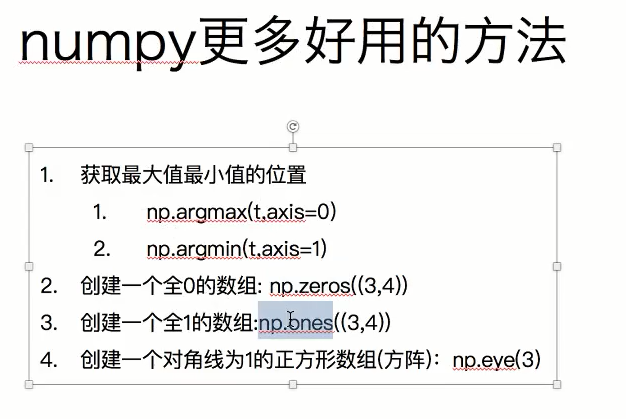 numpy更多好用的方法
1. 获取最大值最小值的位置
1. np.argmax(t,axis=0)
2. np.argmin(t,axis=1)
2. 创建一个全0的数组: np.zeros((3,4))
3. 创建一个全1的数组:np.ones((3,4))
4. 创建一个对角线为1的正方形数组(方阵)：np.eye(3)